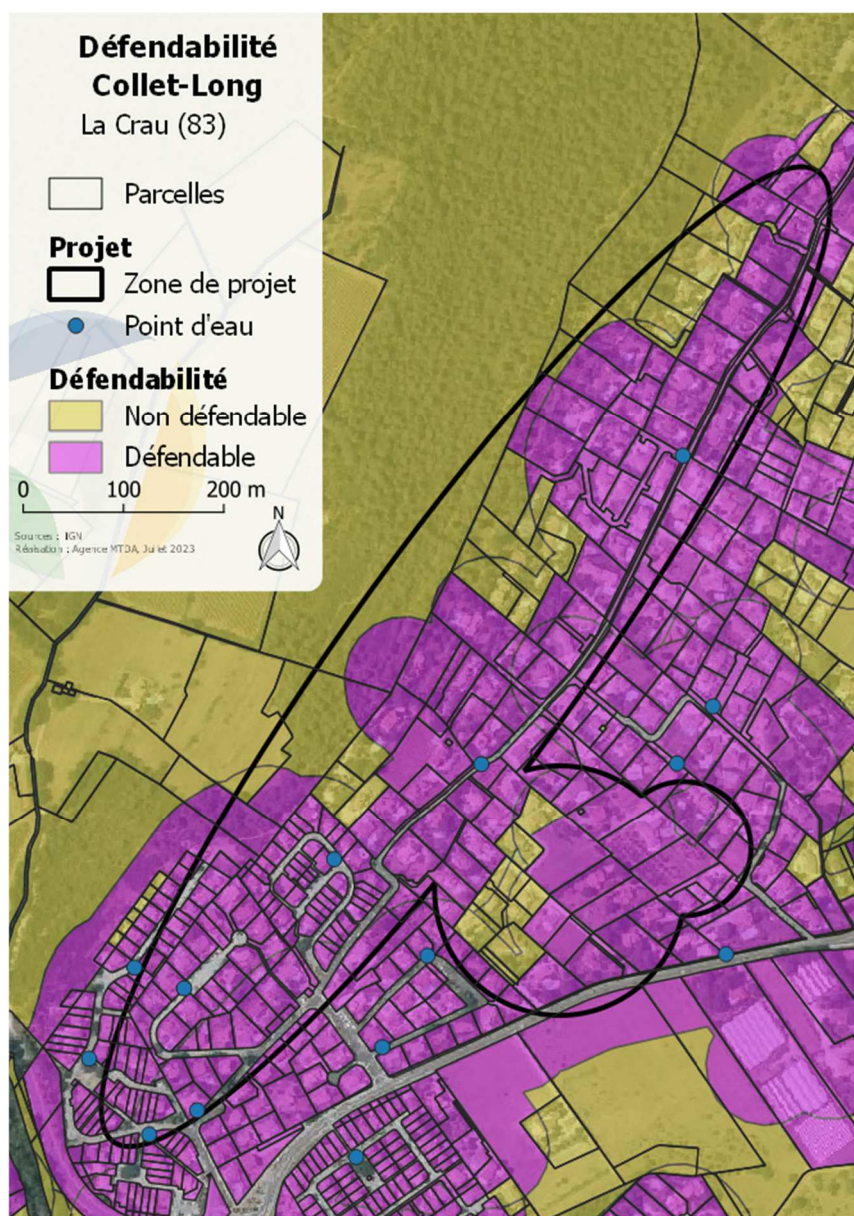 Défendabilité
Collet-Long
La Crau (83)
Parcelles
Projet
Zone de projet
Point d'eau
Défendabilité
Non défendable
Défendable
0 100 200 m
N
Sources : IGN
Réalisation : Agence MTDA, Juillet 2023